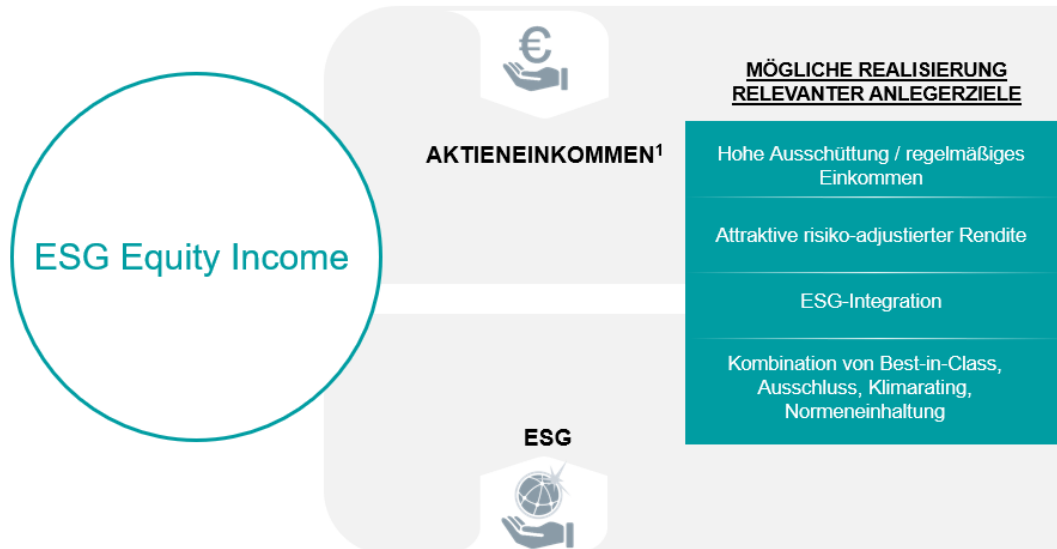 ESG Equity Income
€
AKTIENEINKOMMEN¹
ESG
MÖGLICHE REALISIERUNG
RELEVANTER ANLEGERZIELE
Hohe Ausschüttung / regelmäßiges
Einkommen
Attraktive risiko-adjustierter Rendite
ESG-Integration
Kombination von Best-in-Class,
Ausschluss, Klimarating,
Normeneinhaltung